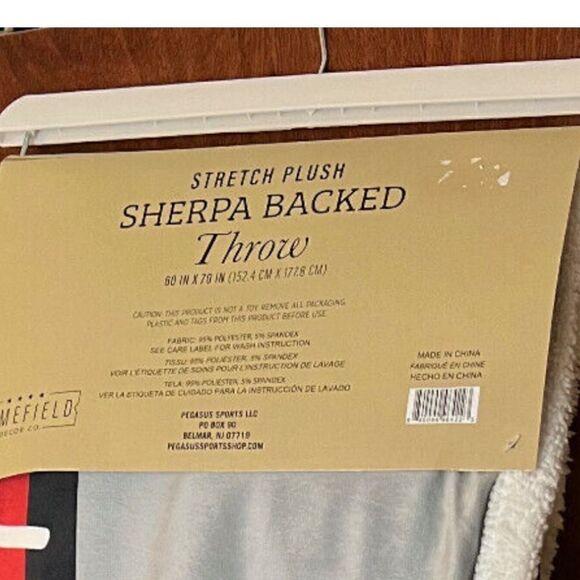 STRETCH PLUSH
SHERPA BACKED
Throw
60 IN X 70 IN (152.4 CM X 177.8 CM)
CAUTION: THIS PRODUCT IS NOT A TOY. REMOVE ALL PACKAGING,
PLASTIC AND TAGS FROM THIS PRODUCT BEFORE USE.
FABRIC: 95% POLYESTER, 5% SPANDEX
SEE CARE LABEL FOR WASH INSTRUCTION
TISSU: 95% POLYESTER, 5% SPANDEX
VOIR L'ÉTIQUETTE DE SOINS POUR L'INSTRUCTION DE LAVAGE
TELA: 95% POLYESTER, 5% SPANDEX
VER LA ETIQUETA DE CUIDADO PARA LA INSTRUCCIÓN DE LAVADO
MADE IN CHINA
FABRIQUÉ EN CHINE
HECHO EN CHINA
MEFIELD
DECOR CO.
PEGASUS SPORTS LLC
PO BOX 90
BELMAR, NJ 07719
PEGASUSSPORTSSHOP.COM